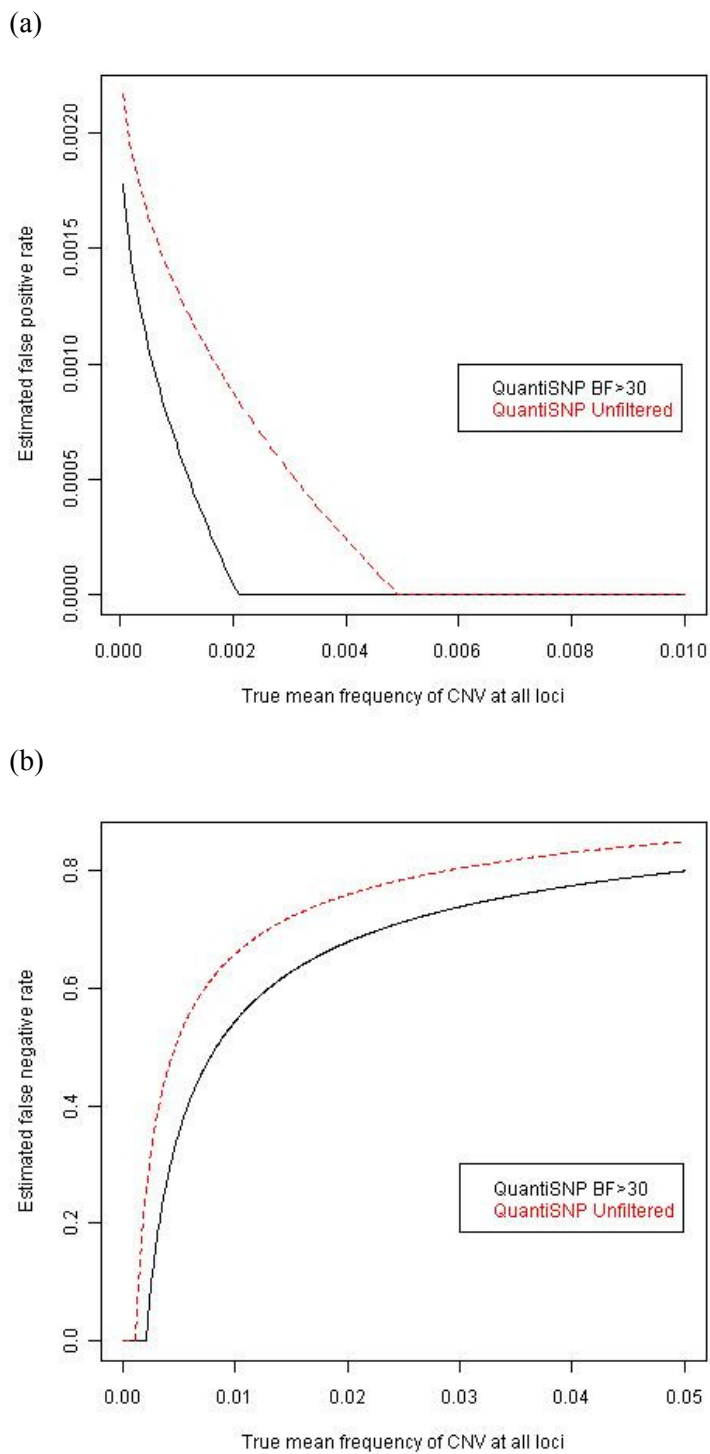 (a)
Estimated false positive rate
0.0020
0.0015
0.0010
0.0005
0.0000
QuantiSNP BF>30
QuantiSNP Unfiltered
0.000 0.002 0.004 0.006 0.008 0.010
True mean frequency of CNV at all loci
(b)
Estimated false negative rate
0.8
0.6
0.4
0.2
0.0
QuantiSNP BF>30
QuantiSNP Unfiltered
0.00 0.01 0.02 0.03 0.04 0.05
True mean frequency of CNV at all loci